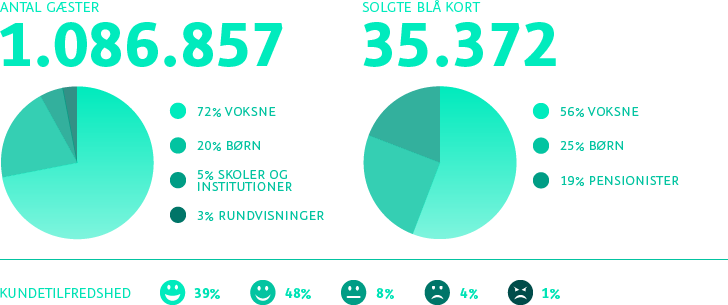 ANTAL GÆSTER
1.086.857
72% VOKSNE
20% BØRN
5% SKOLER OG
INSTITUTIONER
3% RUNDVISNINGER
SOLGTE BLÅ KORT
35.372
56% VOKSNE
25% BØRN
19% PENSIONISTER
KUNDETILFREDSHED 39% 48% 8% 4% 1%